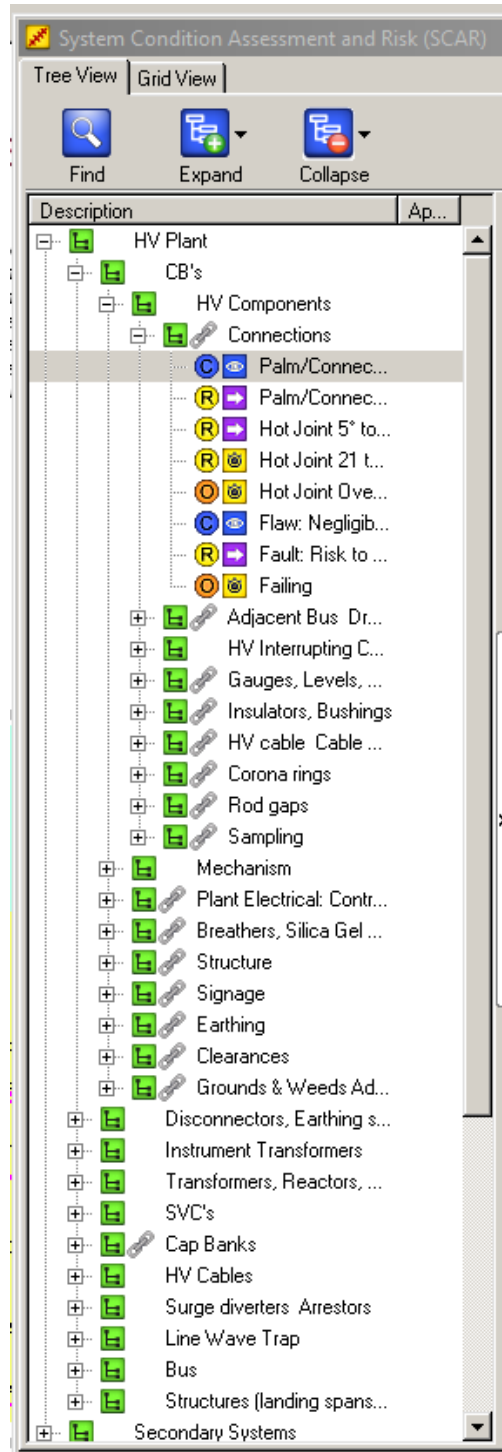 System Condition Assessment and Risk (SCAR)
Tree View Grid View
Find Expand Collapse
Description Ap...
HV Plant
CB's
HV Components
Connections
C Palm/Connec...
R Palm/Connec...
R Hot Joint 5° to...
R Hot Joint 21 t...
O Hot Joint Ove...
C Flaw: Negligib...
R Fault: Risk to ...
O Failing
Adjacent Bus Dr...
HV Interrupting C...
Gauges, Levels, ...
Insulators, Bushings
HV cable Cable ...
Corona rings
Rod gaps
Sampling
Mechanism
Plant Electrical: Contr...
Breathers, Silica Gel ...
Structure
Signage
Earthing
Clearances
Grounds & Weeds Ad...
Disconnectors, Earthing s...
Instrument Transformers
Transformers, Reactors, ...
SVC's
Cap Banks
HV Cables
Surge diverters Arrestors
Line Wave Trap
Bus
Structures (landing spans...
Secondary Systems